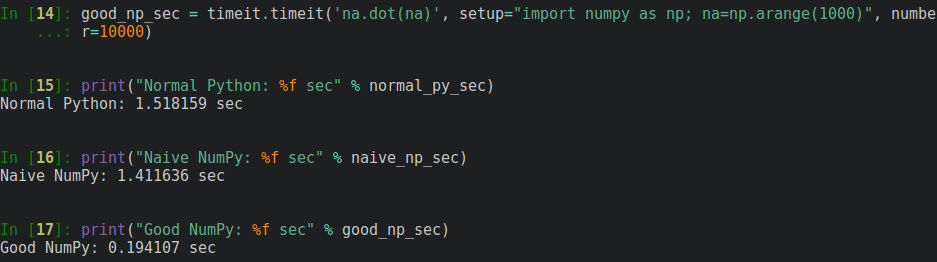 In [14]: good_np_sec = timeit.timeit('na.dot(na)', setup="import numpy as np; na=np.arange(1000)", numbe
...: r=10000)
In [15]: print("Normal Python: %f sec" % normal_py_sec)
Normal Python: 1.518159 sec
In [16]: print("Naive NumPy: %f sec" % naive_np_sec)
Naive NumPy: 1.411636 sec
In [17]: print("Good NumPy: %f sec" % good_np_sec)
Good NumPy: 0.194107 sec